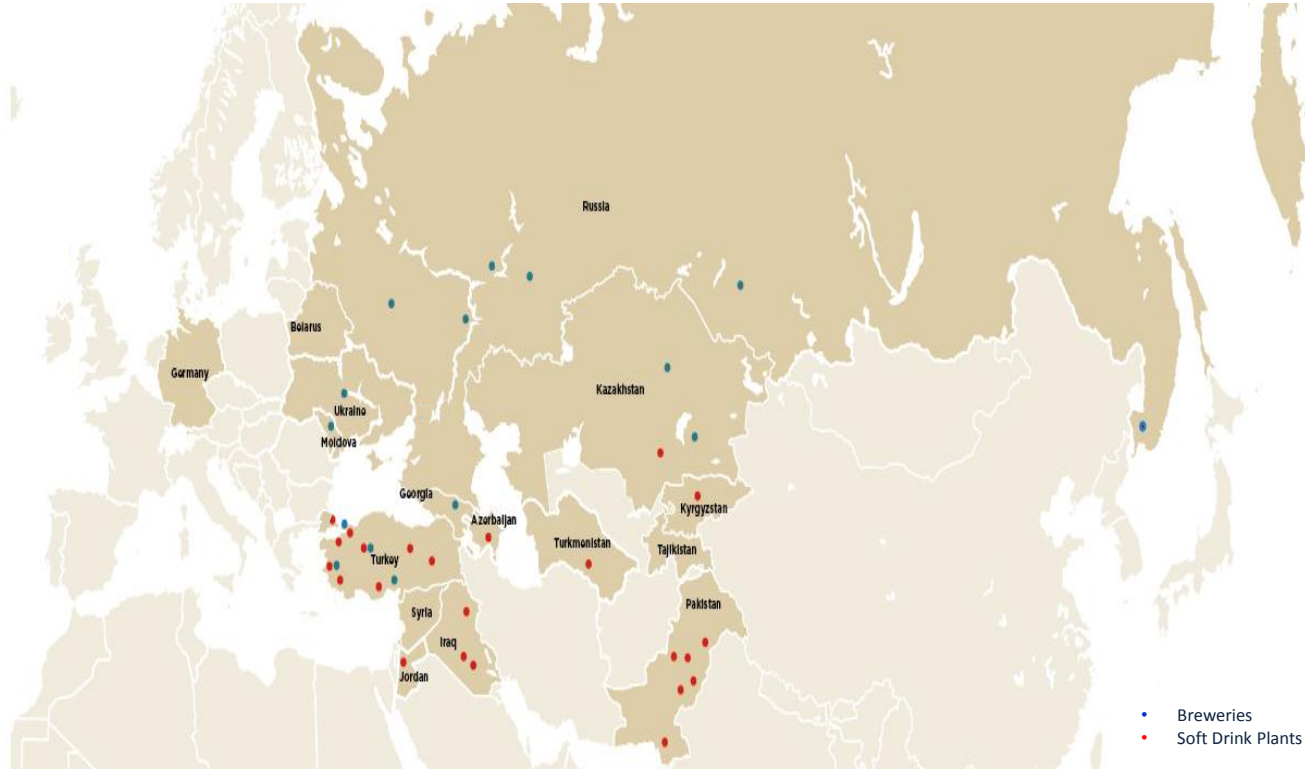 Russia
Belarus
Germany
Kazakhstan
Ukraine
Moldova
Georgia
Kyrgyzstan
Azerbaijan
Turkmenistan
Tajikistan
Turkey
Pakistan
Syria
Iraq
Jordan
Breweries
Soft Drink Plants